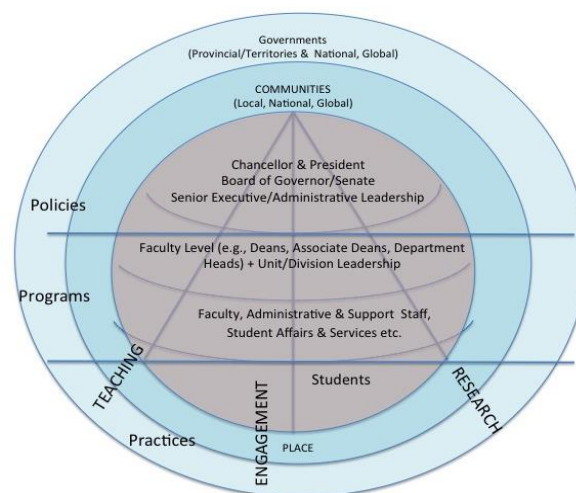 Governments
(Provincial/Territories & National, Global)
COMMUNITIES
(Local, National, Global)
Chancellor & President
Board of Governor/Senate
Senior Executive/Administrative Leadership
Policies
Faculty Level (e.g., Deans, Associate Deans, Department
Heads) + Unit/Division Leadership
Programs
Faculty, Administrative & Support Staff,
Student Affairs & Services etc.
TEACHING
Students
RESEARCH
Practices
ENGAGEMENT
PLACE